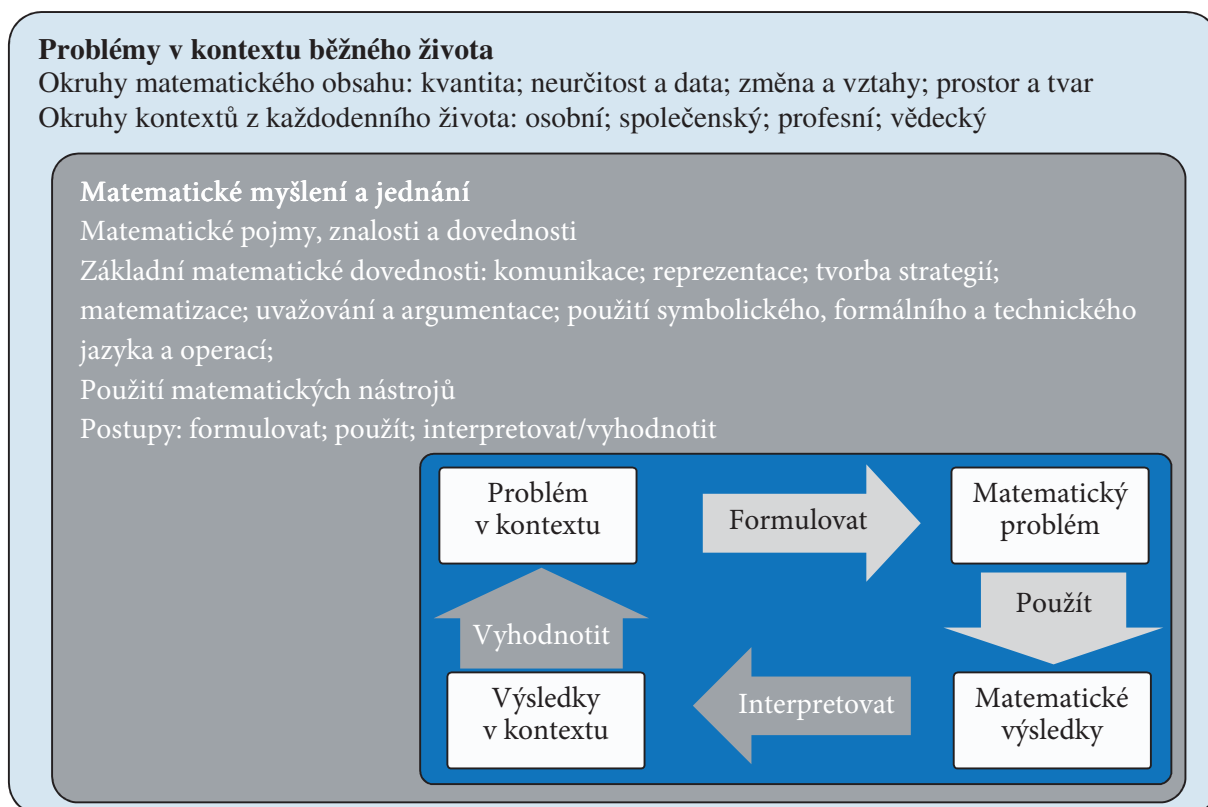 Problémy v kontextu běžného života
Okruhy matematického obsahu: kvantita; neurčitost a data; změna a vztahy; prostor a tvar
Okruhy kontextů z každodenního života: osobní; společenský; profesní; vědecký
Matematické myšlení a jednání
Matematické pojmy, znalosti a dovednosti
Základní matematické dovednosti: komunikace; reprezentace; tvorba strategií;
matematizace; uvažování a argumentace; použití symbolického, formálního a technického
jazyka a operací;
Použití matematických nástrojů
Postupy: formulovat; použít; interpretovat/vyhodnotit
Problém
v kontextu
Formulovat
Matematický
problém
Použít
Vyhodnotit
Výsledky
v kontextu
Interpretovat
Matematické
výsledky